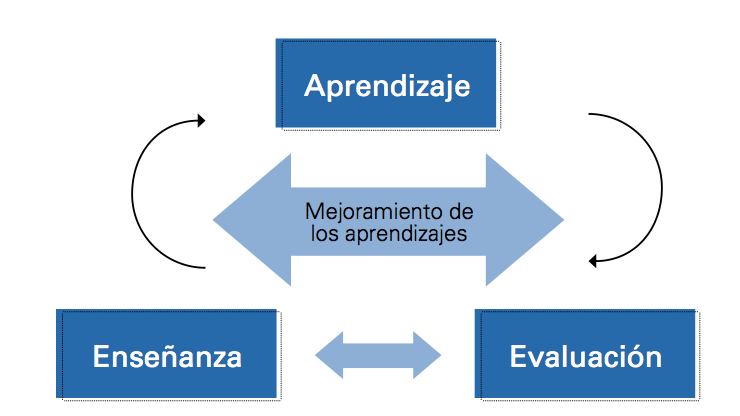 Aprendizaje
Mejoramiento de
los aprendizajes
Enseñanza
Evaluación